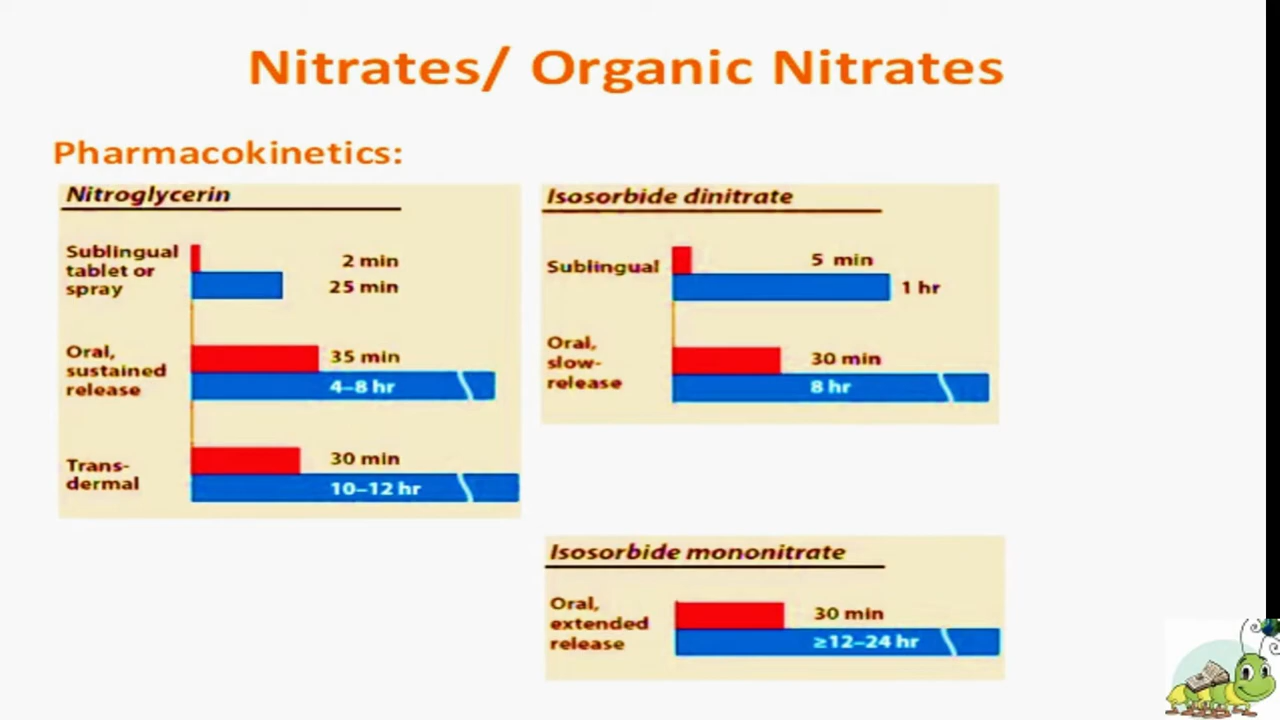 Nitrates/ Organic Nitrates
Pharmacokinetics:
Nitroglycerin
Sublingual
tablet or
spray
2 min
25 min
Oral,
sustained
release
35 min
4–8 hr
Trans-
dermal
30 min
10–12 hr
Isosorbide dinitrate
Sublingual
5 min
1 hr
Oral,
slow-
release
30 min
8 hr
Isosorbide mononitrate
Oral,
extended
release
30 min
≥12–24 hr